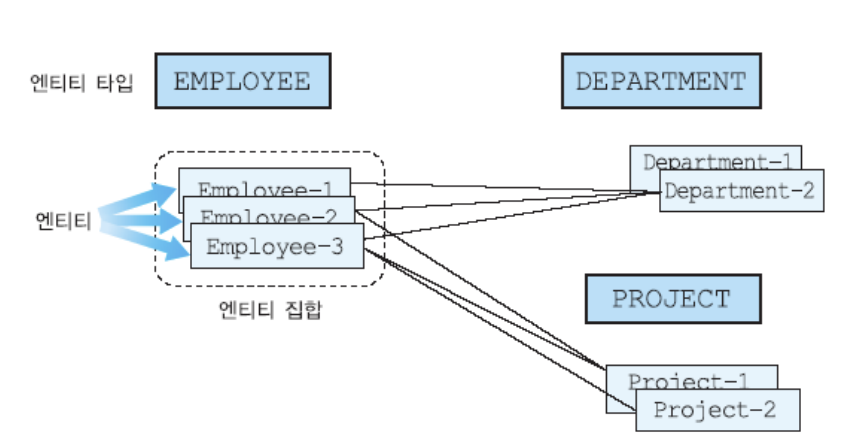 엔티티 타입
EMPLOYEE
DEPARTMENT
Department-1
Department-2
Employee-1
Employee-2
Employee-3
엔티티
엔티티 집합
PROJECT
Project-1
Project-2